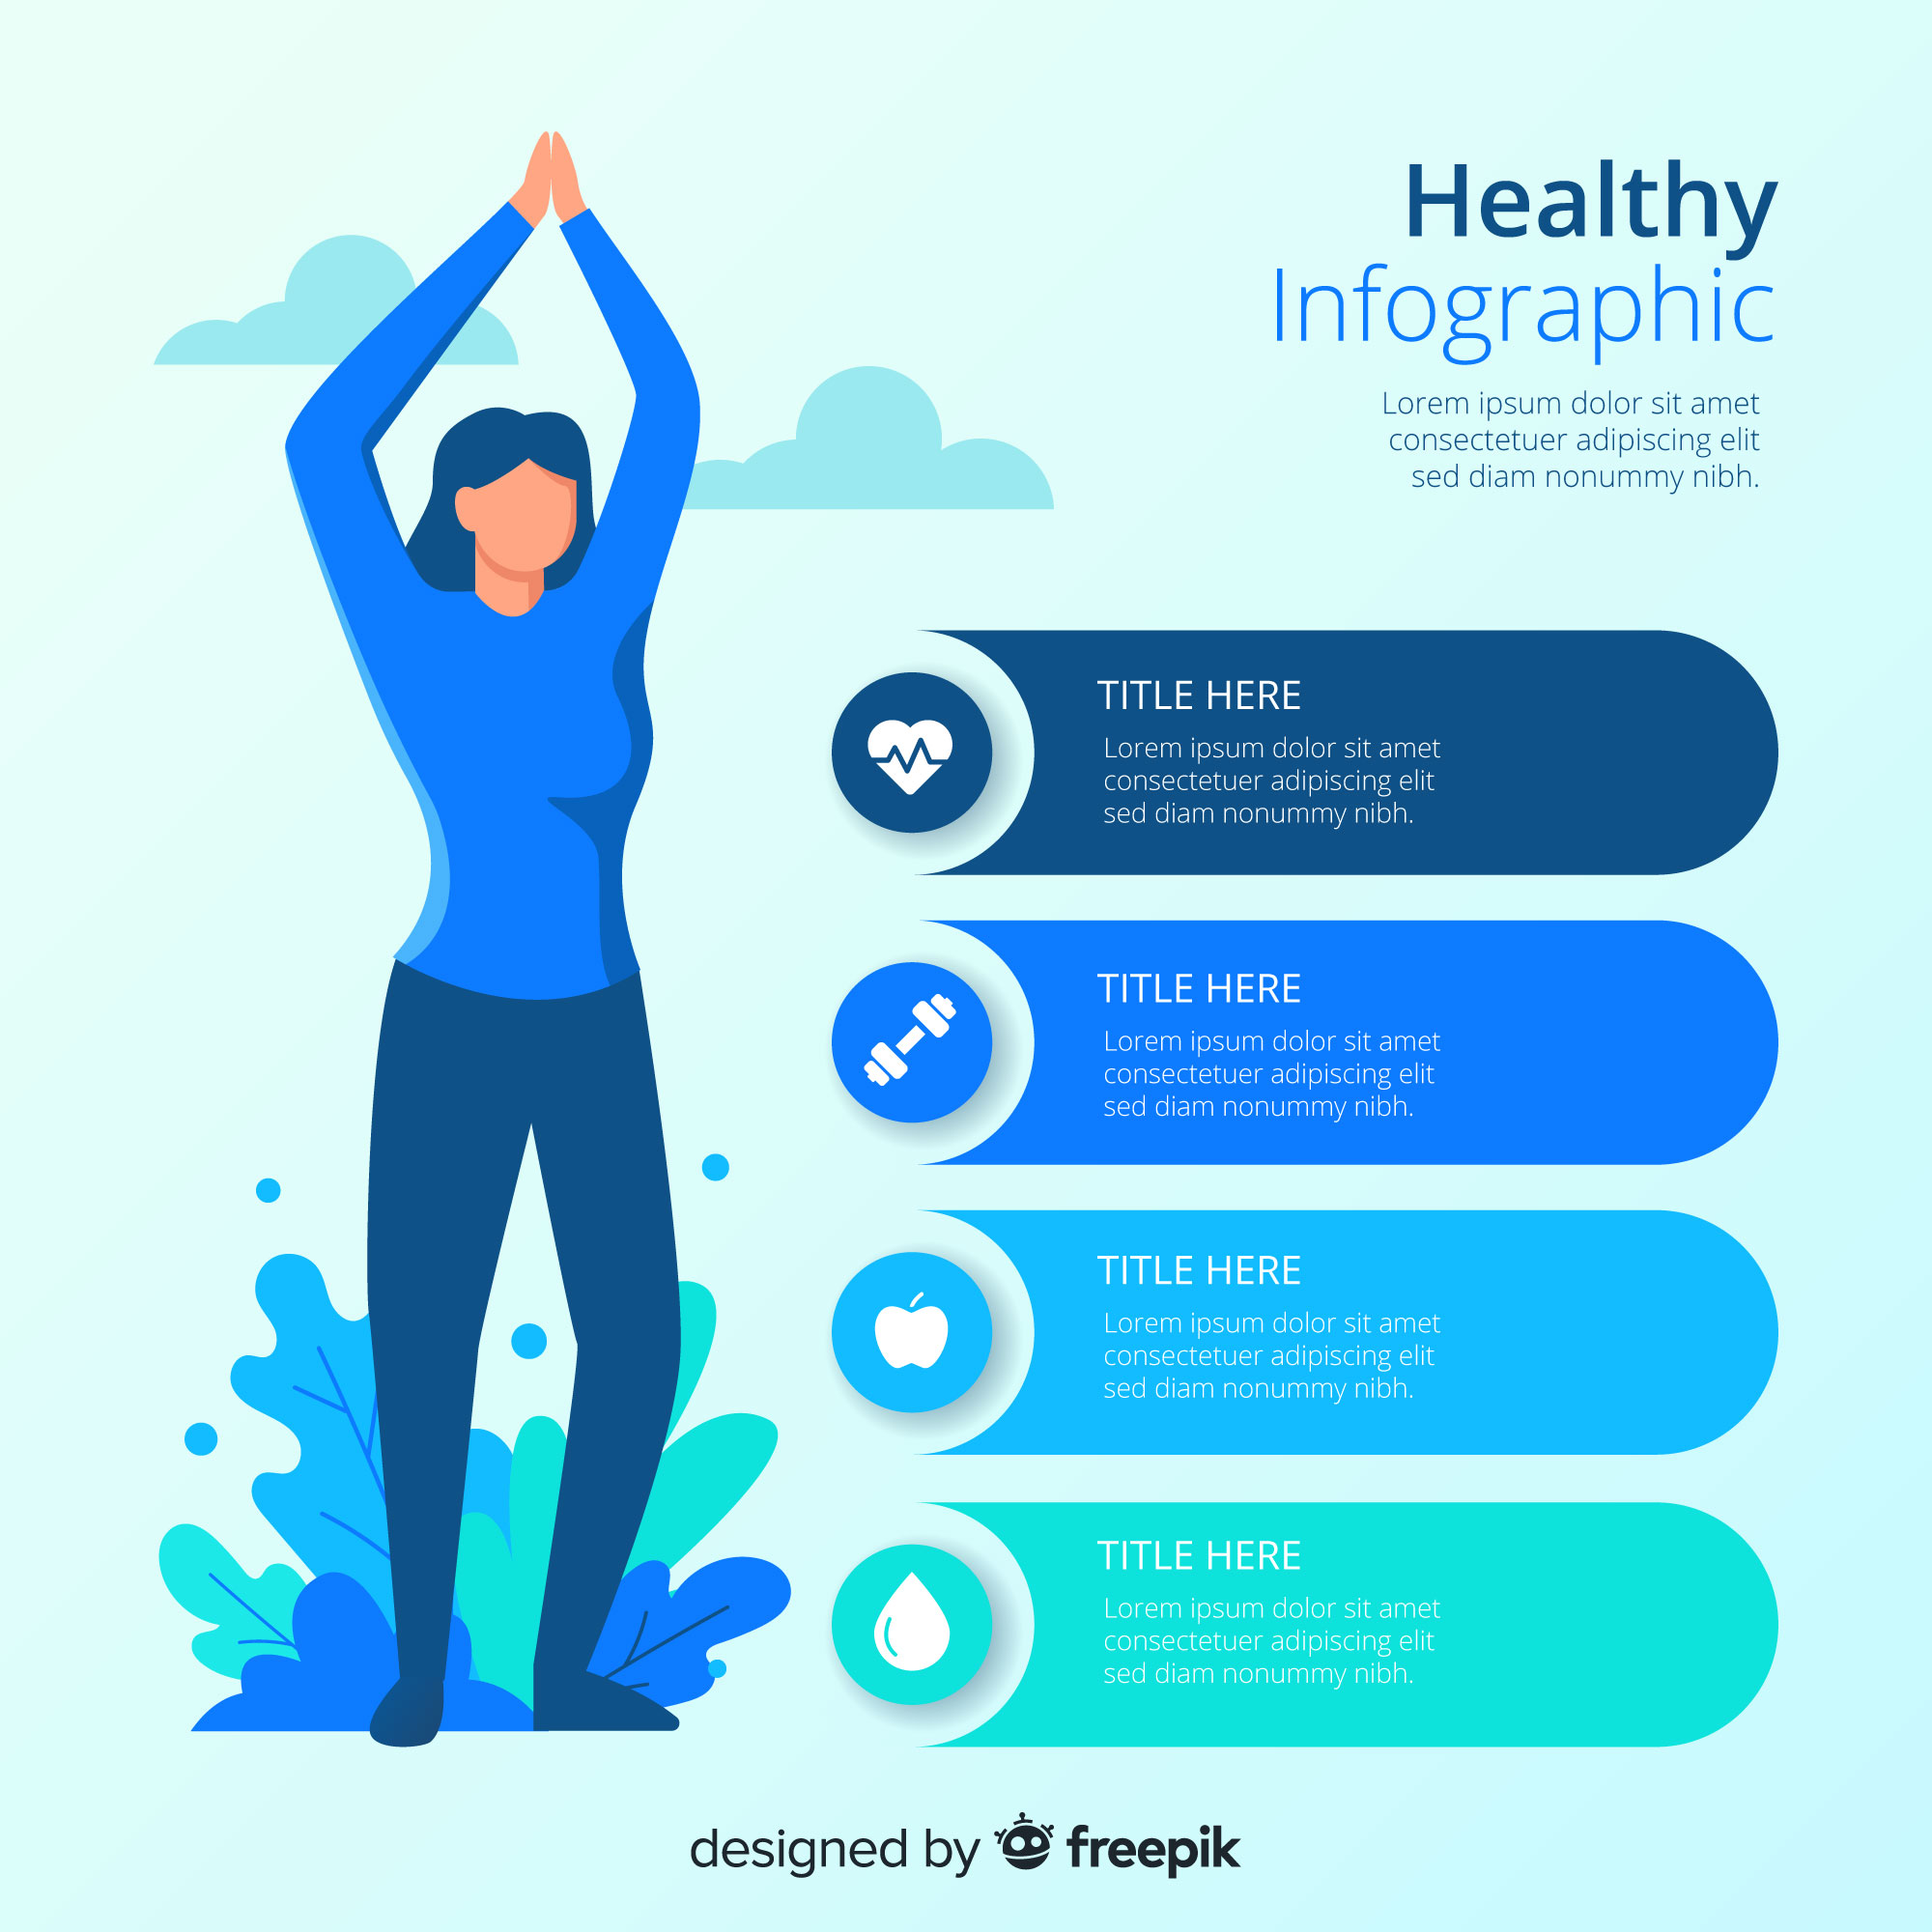 Healthy
Infographic
Lorem ipsum dolor sit amet
consectetuer adipiscing elit
sed diam nonummy nibh.
TITLE HERE
Lorem ipsum dolor sit amet
consectetuer adipiscing elit
sed diam nonummy nibh.
TITLE HERE
Lorem ipsum dolor sit amet
consectetuer adipiscing elit
sed diam nonummy nibh.
TITLE HERE
Lorem ipsum dolor sit amet
consectetuer adipiscing elit
sed diam nonummy nibh.
TITLE HERE
Lorem ipsum dolor sit amet
consectetuer adipiscing elit
sed diam nonummy nibh.
designed by freepik